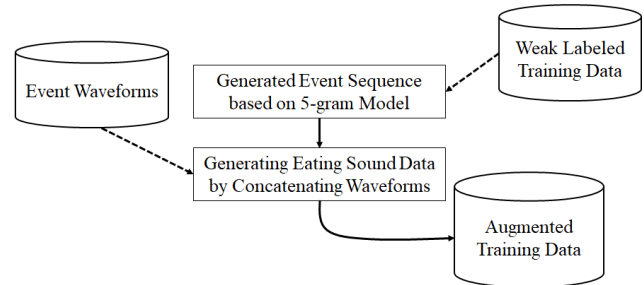 Weak Labeled
Training Data
Event Waveforms
Generated Event Sequence
based on 5-gram Model
Generating Eating Sound Data
by Concatenating Waveforms
Augmented
Training Data